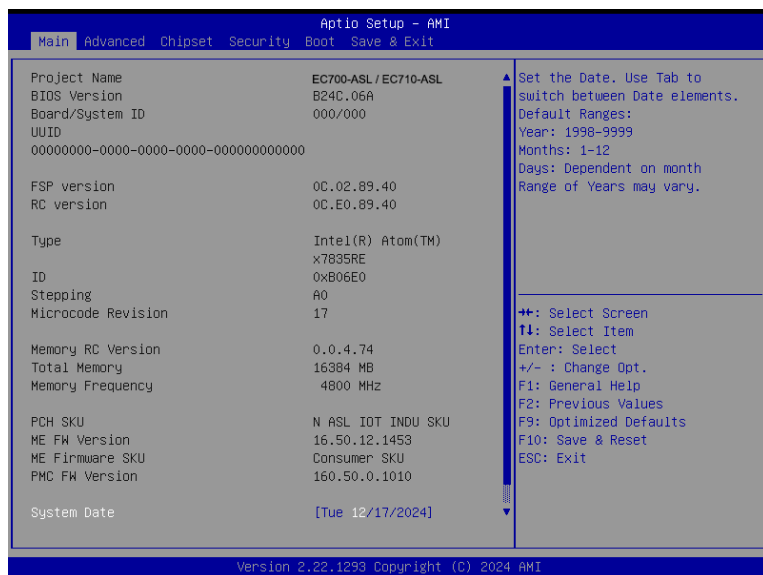 Aptio Setup – AMI
Main Advanced Chipset Security Boot Save & Exit
Project Name EC700-ASL / EC710-ASL
BIOS Version B24C.06A
Board/System ID 000/000
UUID
00000000-0000-0000-0000-000000000000
FSP version 0C.02.89.40
RC version 0C.E0.89.40
Type Intel(R) Atom(TM)
x7835RE
ID 0xB06E0
Stepping A0
Microcode Revision 17
Memory RC Version 0.0.4.74
Total Memory 16384 MB
Memory Frequency 4800 MHz
PCH SKU N ASL IOT INDU SKU
ME FW Version 16.50.12.1453
ME Firmware SKU Consumer SKU
PMC FW Version 160.50.0.1010
System Date [Tue 12/17/2024]
Set the Date. Use Tab to
switch between Date elements.
Default Ranges:
Year: 1998-9999
Months: 1-12
Days: Dependent on month
Range of Years may vary.
→←: Select Screen
↑↓: Select Item
Enter: Select
+/- : Change Opt.
F1: General Help
F2: Previous Values
F9: Optimized Defaults
F10: Save & Reset
ESC: Exit
Version 2.22.1293 Copyright (C) 2024 AMI